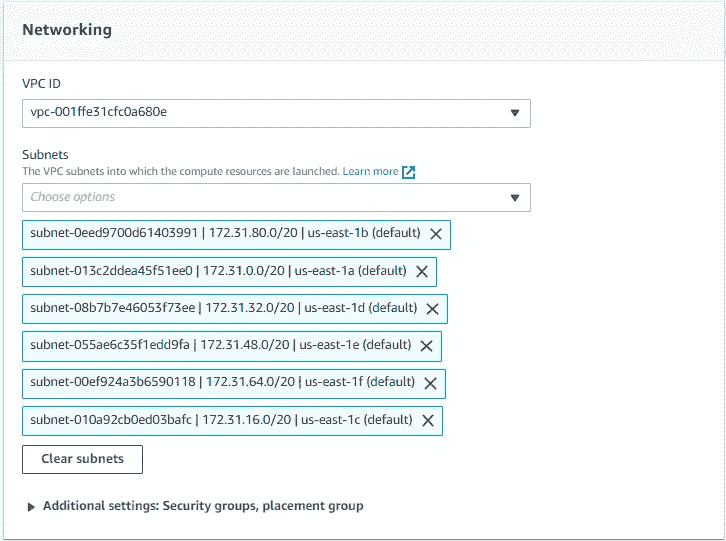 Networking
VPC ID
vpc-001ffe31cfc0a680e
Subnets
The VPC subnets into which the compute resources are launched. Learn more
Choose options
subnet-0eed9700d61403991 | 172.31.80.0/20 | us-east-1b (default)
subnet-013c2ddea45f51ee0 | 172.31.0.0/20 | us-east-1a (default)
subnet-08b7b7e46053f73ee | 172.31.32.0/20 | us-east-1d (default)
subnet-055ae6c35f1edd9fa | 172.31.48.0/20 | us-east-1e (default)
subnet-00ef924a3b6590118 | 172.31.64.0/20 | us-east-1f (default)
subnet-010a92cb0ed03bafc | 172.31.16.0/20 | us-east-1c (default)
Clear subnets
Additional settings: Security groups, placement group